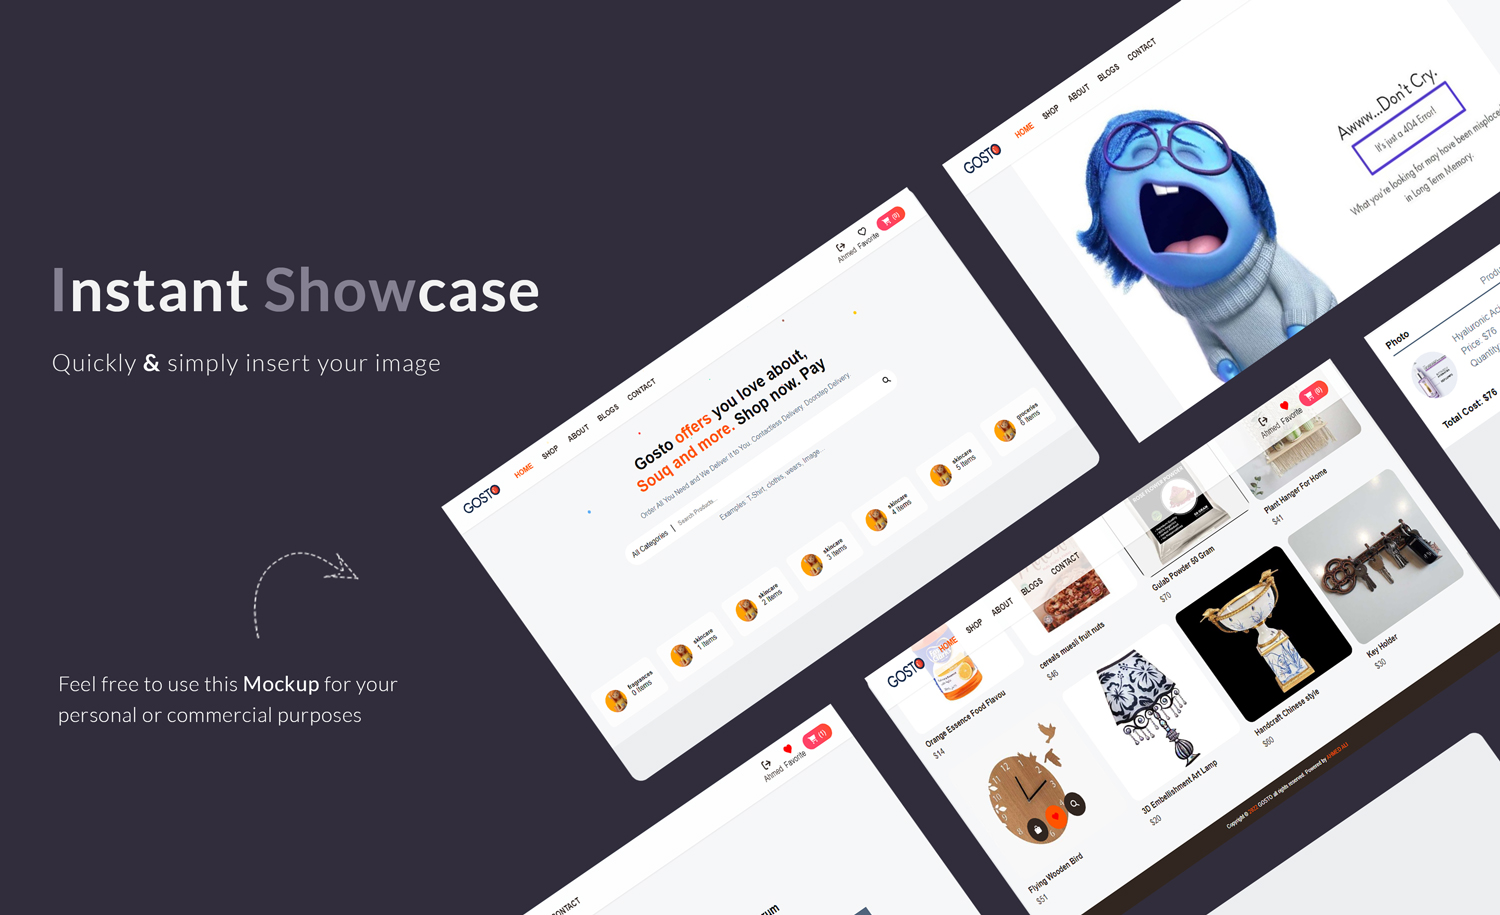 Instant Showcase
Quickly & simply insert your image
Feel free to use this Mockup for your
personal or commercial purposes
GOSTO
HOME SHOP ABOUT BLOGS CONTACT
Awww...Don't Cry.
It's just a 404 Error!
What you're looking for may have been misplaced
in Long Term Memory.
GOSTO
HOME SHOP ABOUT BLOGS CONTACT
Ahmed Favorite (0)
Gosto offers you love about,
Souq and more. Shop now. Pay
Order All You Need and We Deliver it to You. Contactless Delivery. Doorstep Delivery.
All Categories | Search Products...
Examples: T-Shirt, cloths, wears, Image...
fragrances
0 Items
skincare
1 Items
skincare
2 Items
skincare
3 Items
skincare
4 Items
skincare
5 Items
groceries
6 Items
Photo
Hyaluronic
Price: $76
Quantity
Total Cost: $76
GOSTO
HOME SHOP ABOUT BLOGS CONTACT
Ahmed Favorite (0)
Orange Essence Food Flavou
$14
cereals muesli fruit nuts
$46
Gulab Powder 50 Gram
$70
Plant Hanger For Home
$41
Flying Wooden Bird
$51
3D Embellishment Art Lamp
$20
Handcraft Chinese style
$60
Key Holder
$30
Copyright © 2022 GOSTO all rights reserved. Powered by AHMED ALI
Ahmed Favorite (1)
CONTACT